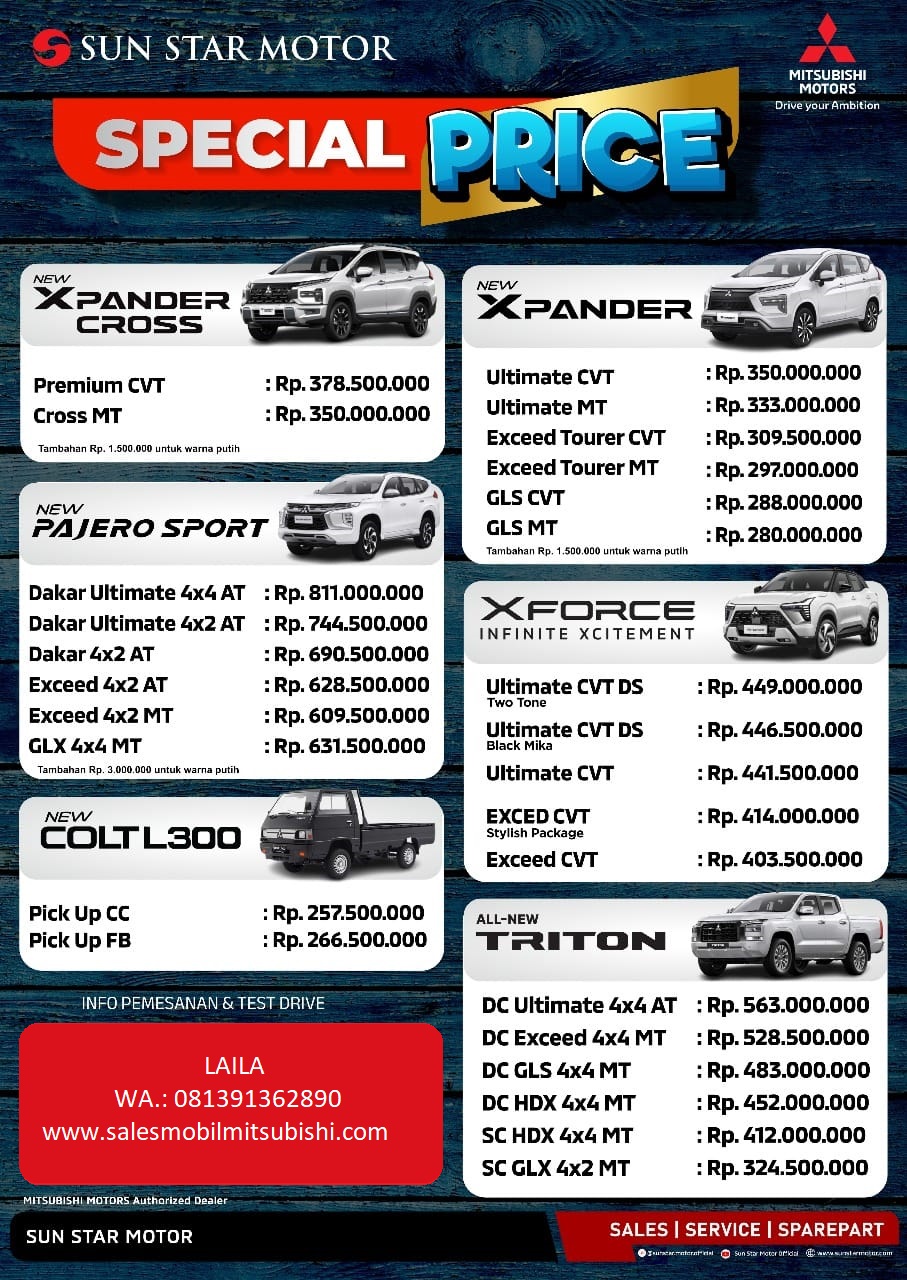 SUN STAR MOTOR
MITSUBISHI
MOTORS
Drive your Ambition
SPECIAL PRICE
NEW
XPANDER
CROSS
Premium CVT : Rp. 378.500.000
Cross MT : Rp. 350.000.000
Tambahan Rp. 1.500.000 untuk warna putih
NEW
XPANDER
Ultimate CVT : Rp. 350.000.000
Ultimate MT : Rp. 333.000.000
Exceed Tourer CVT : Rp. 309.500.000
Exceed Tourer MT : Rp. 297.000.000
GLS CVT : Rp. 288.000.000
GLS MT : Rp. 280.000.000
Tambahan Rp. 1.500.000 untuk warna putih
NEW
PAJERO SPORT
Dakar Ultimate 4x4 AT : Rp. 811.000.000
Dakar Ultimate 4x2 AT : Rp. 744.500.000
Dakar 4x2 AT : Rp. 690.500.000
Exceed 4x2 AT : Rp. 628.500.000
Exceed 4x2 MT : Rp. 609.500.000
GLX 4x4 MT : Rp. 631.500.000
Tambahan Rp. 3.000.000 untuk warna putih
XFORCE
INFINITE XCITEMENT
Ultimate CVT DS : Rp. 449.000.000
Two Tone
Ultimate CVT DS : Rp. 446.500.000
Black Mika
Ultimate CVT : Rp. 441.500.000
EXCED CVT : Rp. 414.000.000
Stylish Package
Exceed CVT : Rp. 403.500.000
NEW
COLT L300
Pick Up CC : Rp. 257.500.000
Pick Up FB : Rp. 266.500.000
ALL-NEW
TRITON
DC Ultimate 4x4 AT : Rp. 563.000.000
DC Exceed 4x4 MT : Rp. 528.500.000
DC GLS 4x4 MT : Rp. 483.000.000
DC HDX 4x4 MT : Rp. 452.000.000
SC HDX 4x4 MT : Rp. 412.000.000
SC GLX 4x2 MT : Rp. 324.500.000
INFO PEMESANAN & TEST DRIVE
LAILA
WA.: 081391362890
www.salesmobilmitsubishi.com
MITSUBISHI MOTORS Authorized Dealer
SUN STAR MOTOR
SALES | SERVICE | SPAREPART
@sunstar.motorofficial Sun Star Motor Official www.sunstarmotor.com